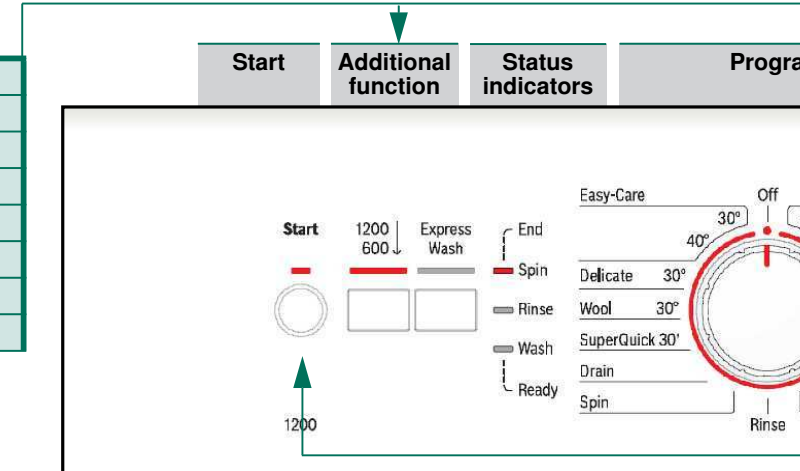 Start
Additional
function
Status
indicators
Progra
Start
1200
600
Express
Wash
End
Spin
Rinse
Wash
Ready
1200
Easy-Care
30°
40°
Delicate 30°
Wool 30°
SuperQuick 30'
Drain
Spin
Off
Rinse